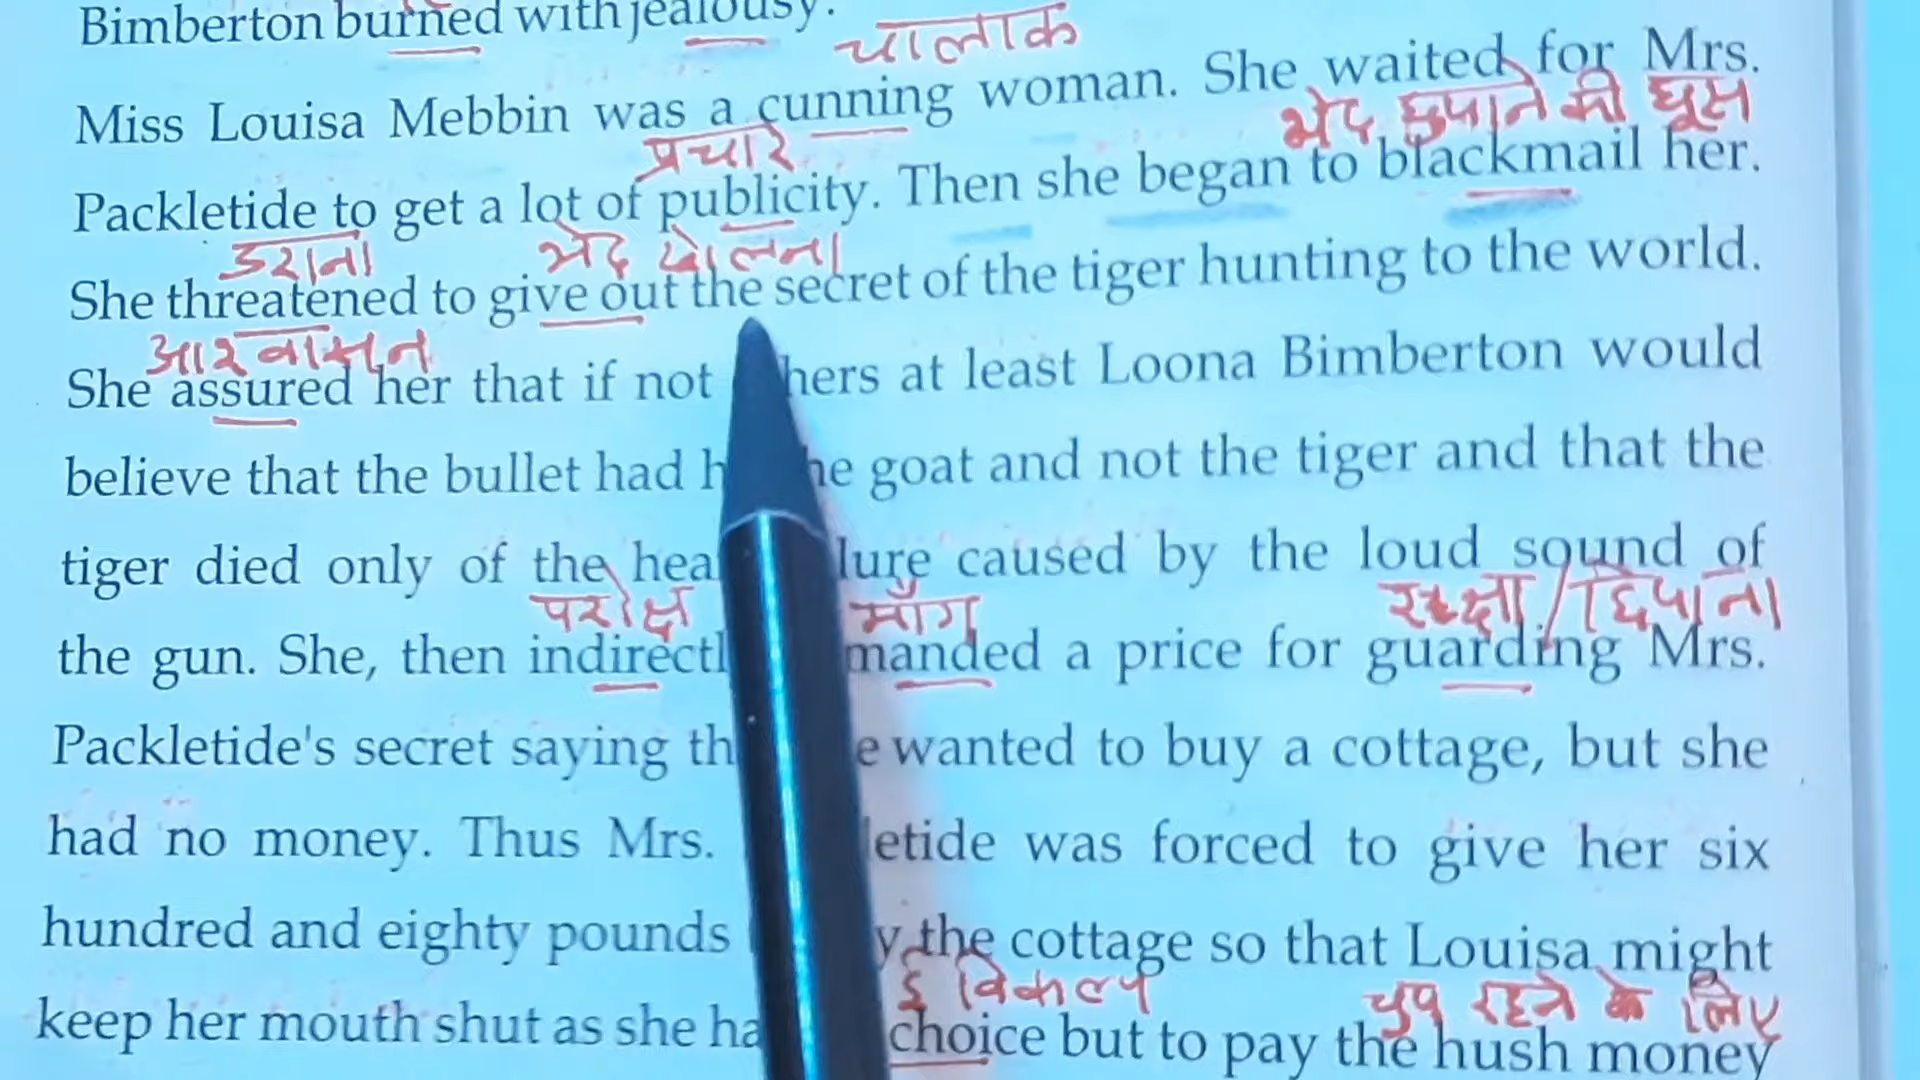 Bimberton burned with jealousy.
चालाक
Miss Louisa Mebbin was a cunning woman. She waited for Mrs.
प्रचार भेद छुपाने की घूस
Packletide to get a lot of publicity. Then she began to blackmail her.
डराना भेद खोलना
She threatened to give out the secret of the tiger hunting to the world.
आश्वासन
She assured her that if not hers at least Loona Bimberton would
believe that the bullet had h he goat and not the tiger and that the
tiger died only of the hea lure caused by the loud sound of
परोक्ष माँग रक्षा/छिपाना
the gun. She, then indirectl manded a price for guarding Mrs.
Packletide's secret saying th e wanted to buy a cottage, but she
had no money. Thus Mrs. letide was forced to give her six
hundred and eighty pounds y the cottage so that Louisa might
ई विकल्प चुप रहने के लिए
keep her mouth shut as she ha choice but to pay the hush money